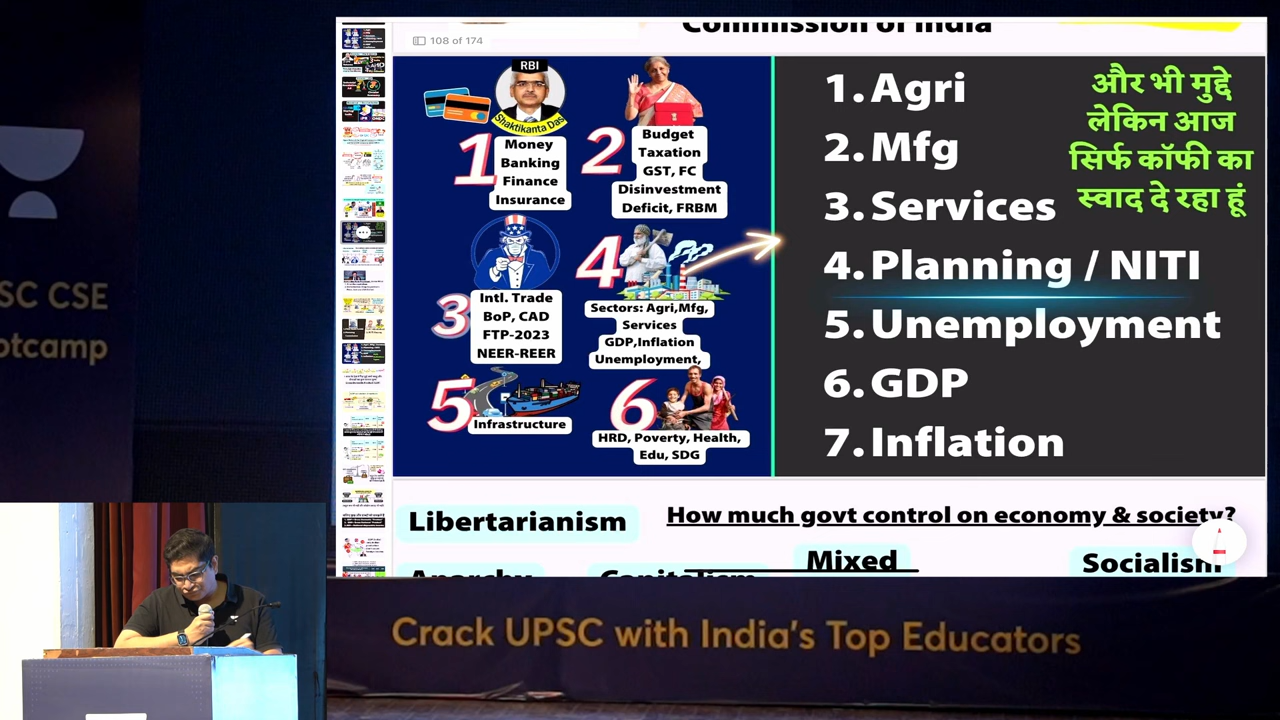 Commission of India
108 of 174
RBI
Shaktikanta Das
1
Money
Banking
Finance
Insurance
2
Budget
Taxation
GST, FC
Disinvestment
Deficit, FRBM
3
Intl. Trade
BoP, CAD
FTP-2023
NEER-REER
4
Sectors: Agri,Mfg,
Services
GDP,Inflation
Unemployment,
5
Infrastructure
6
HRD, Poverty, Health,
Edu, SDG
1. Agri
2. Mfg
3. Services
4. Planning / NITI
5. Unemployment
6. GDP
7. Inflation
और भी मुद्दे
लेकिन आज
सिर्फ कॉफी का
स्वाद दे रहा हूं
Libertarianism
How much govt ontrol on economy & society?
Anarchy
Capitalism
Mixed
Socialism
SC CSE
otcamp
Crack UPSC with India's Top Educators